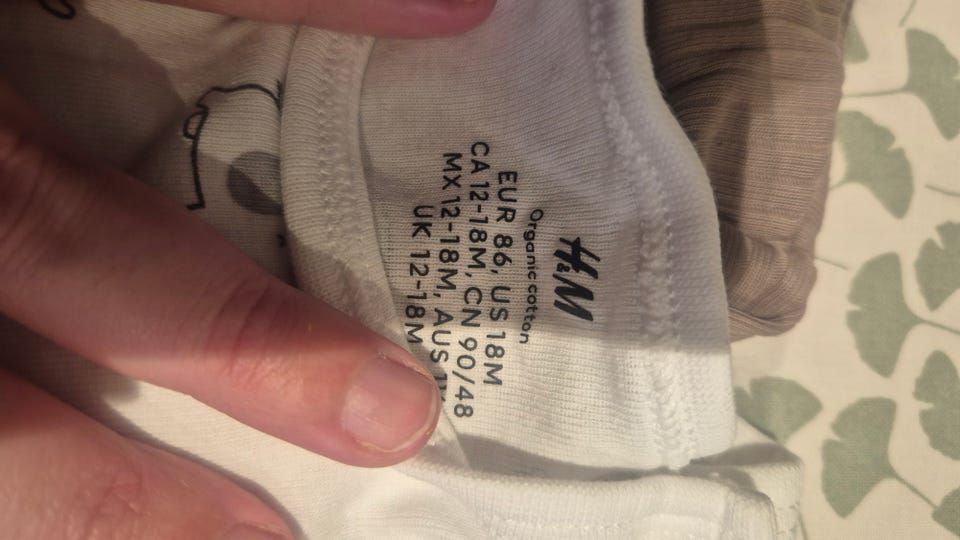 H&M
Organic cotton
EUR 86, US 18M
CA 12-18M, CN 90/48
MX 12-18M, AUS
UK 12-18M